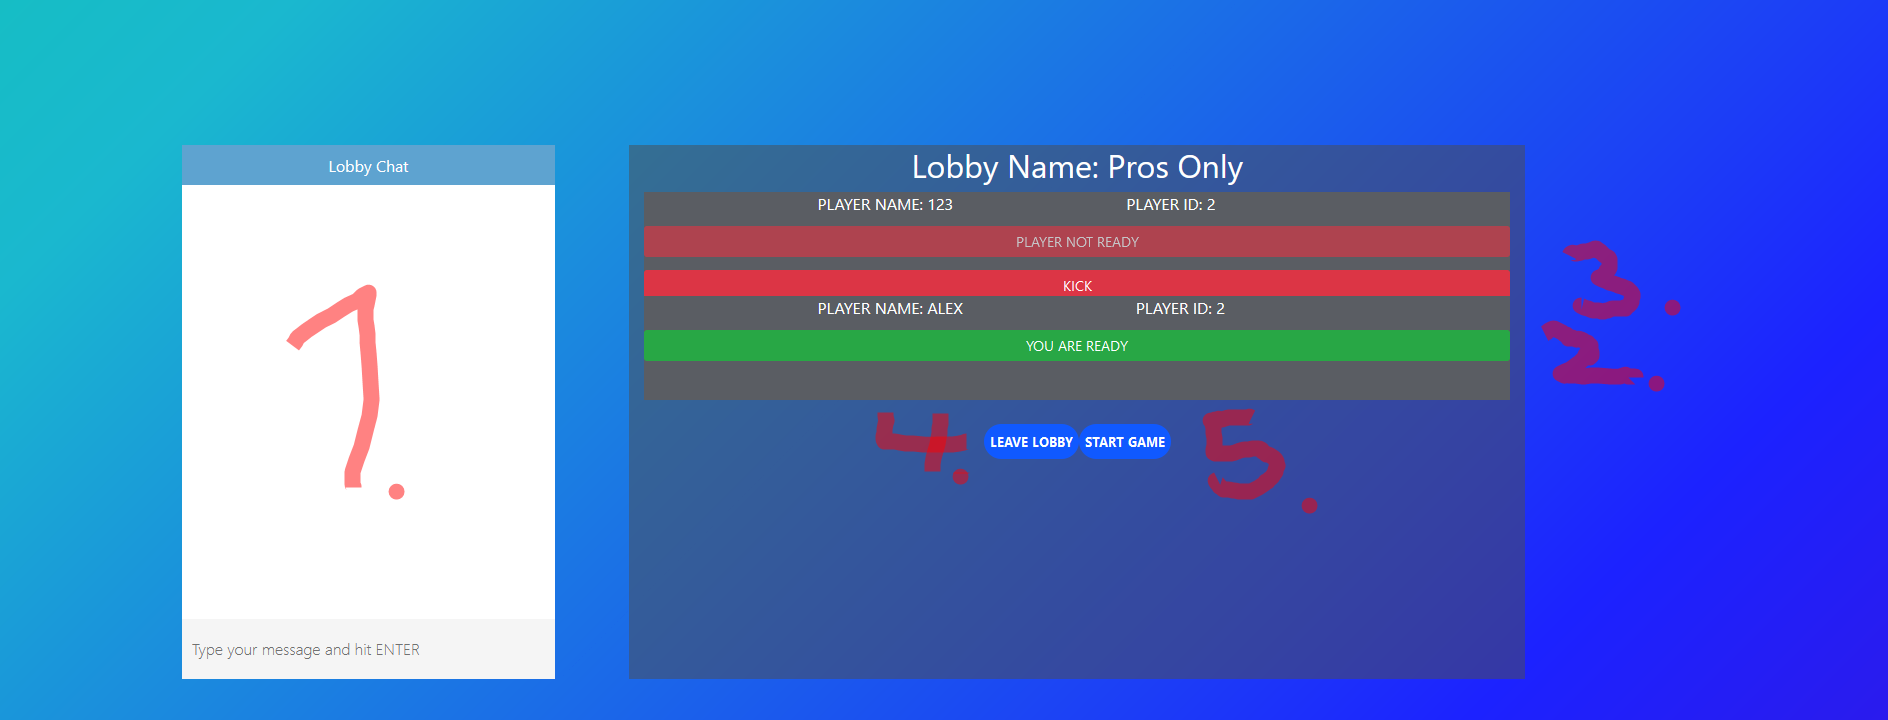 Lobby Chat
1.
Type your message and hit ENTER
Lobby Name: Pros Only
PLAYER NAME: 123 PLAYER ID: 2
PLAYER NOT READY
KICK
3.
PLAYER NAME: ALEX PLAYER ID: 2
YOU ARE READY
2.
4. LEAVE LOBBY START GAME 5.